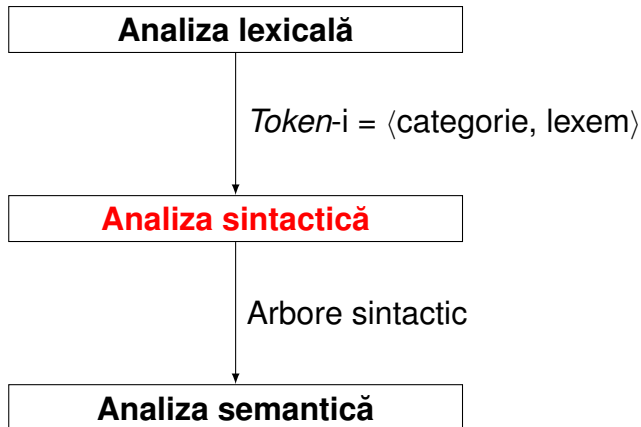 Analiza lexicală
Token-i = ⟨categorie, lexem⟩
Analiza sintactică
Arbore sintactic
Analiza semantică